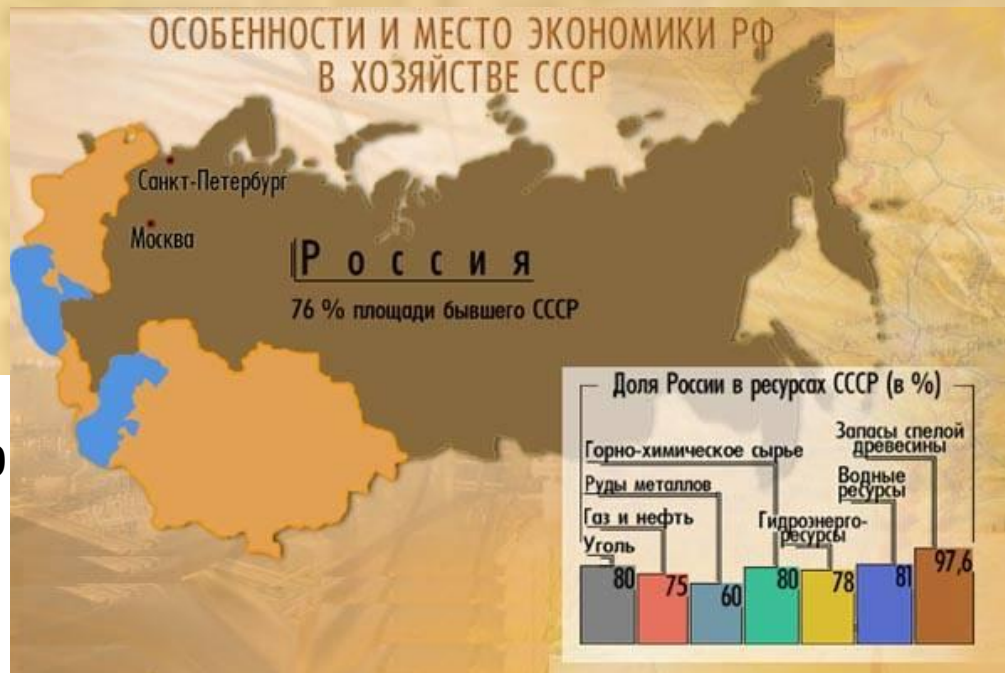 ОСОБЕННОСТИ И МЕСТО ЭКОНОМИКИ РФ
В ХОЗЯЙСТВЕ СССР
Санкт-Петербург
Москва
Россия
76 % площади бывшего СССР
Доля России в ресурсах СССР (в %)
Запасы спелой
древесины
Горно-химическое сырье
Водные
ресурсы
Руды металлов
Газ и нефть
Гидроэнерго-
ресурсы
Уголь
80
75
60
80
78
81
97,6